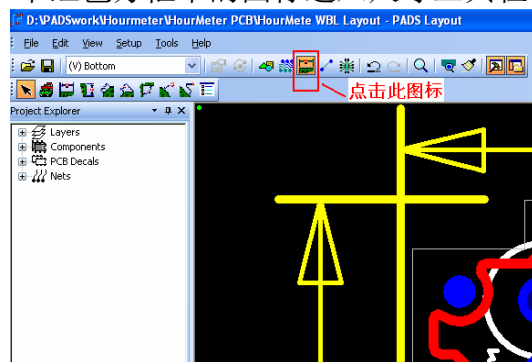 D:\PADSwork\Hourmeter\HourMeter PCB\HourMete WBL Layout - PADS Layout
File Edit View Setup Tools Help
(V) Bottom
点击此图标
Project Explorer
Layers
Components
PCB Decals
Nets